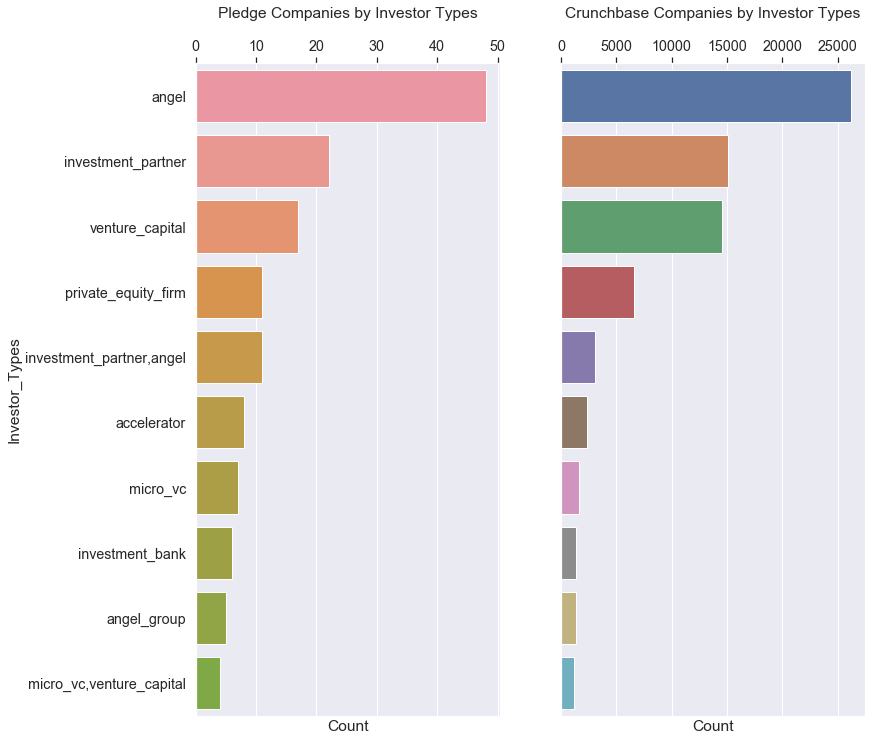 Pledge Companies by Investor Types
0 10 20 30 40 50
Investor_Types
angel
investment_partner
venture_capital
private_equity_firm
investment_partner,angel
accelerator
micro_vc
investment_bank
angel_group
micro_vc,venture_capital
Count
Crunchbase Companies by Investor Types
0 5000 10000 15000 20000 25000
Count